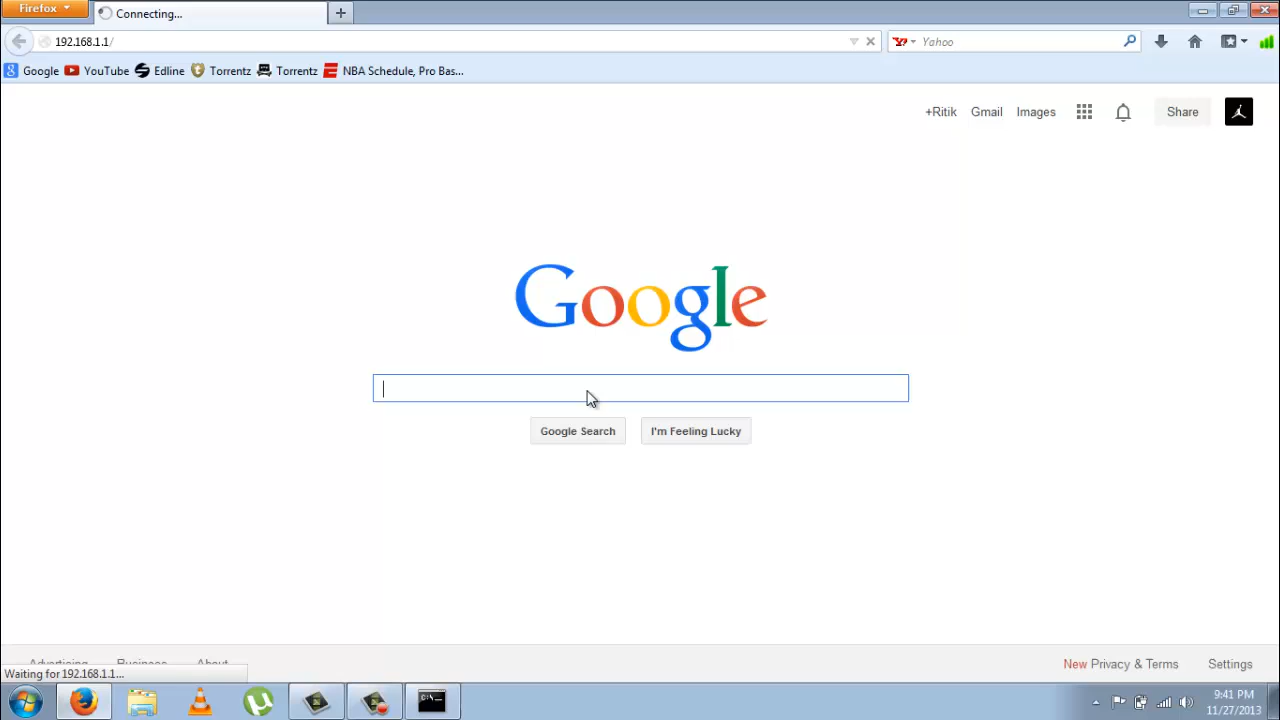 Firefox
Connecting...
192.168.1.1/
Yahoo
Google
YouTube
Edline
Torrentz
Torrentz
NBA Schedule, Pro Bas...
+Ritik
Gmail
Images
Share
Google
Google Search
I'm Feeling Lucky
Advertising
Business
About
New Privacy & Terms
Settings
Waiting for 192.168.1.1...
9:41 PM
11/27/2013